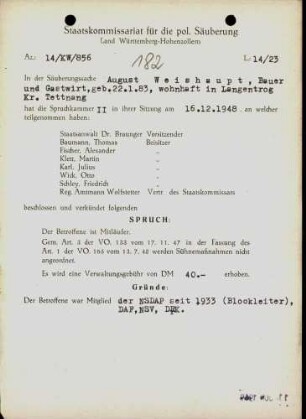 Staatskommissariat für die pol. Säuberung
Land Württemberg-Hohenzollern
Az.: 14/KW/856
182
L 14/23
In der Säuberungssache August Weishaupt, Bauer
und Gastwirt, geb. 22.1.83, wohnhaft in Langentrog
Kr. Tettnang
hat die Spruchkammer II in ihrer Sitzung am 16.12.1948. an welcher
teilgenommen haben:
Staatsanwalt Dr. Braunger Vorsitzender
Baumann, Thomas Beisitzer
Fischer, Alexander "
Kletz, Martin "
Karl, Julius "
Wick, Otto "
Schley, Friedrich "
Reg. Amtmann Wolfstetter Vertr. des Staatskommissars
beschlossen und verkündet folgenden
SPRUCH:
Der Betroffene ist Mitläufer.
Gem. Art. 3 der VO. 133 vom 17. 11. 47 in der Fassung des
Art. 1 der VO. 165 vom 13. 7. 48 werden Sühnemaßnahmen nicht
angeordnet.
Es wird eine Verwaltungsgebühr von DM 40.- erhoben.
Gründe:
Der Betroffene war Mitglied der NSDAP seit 1933 (Blockleiter),
DAF, NSV, DRK.